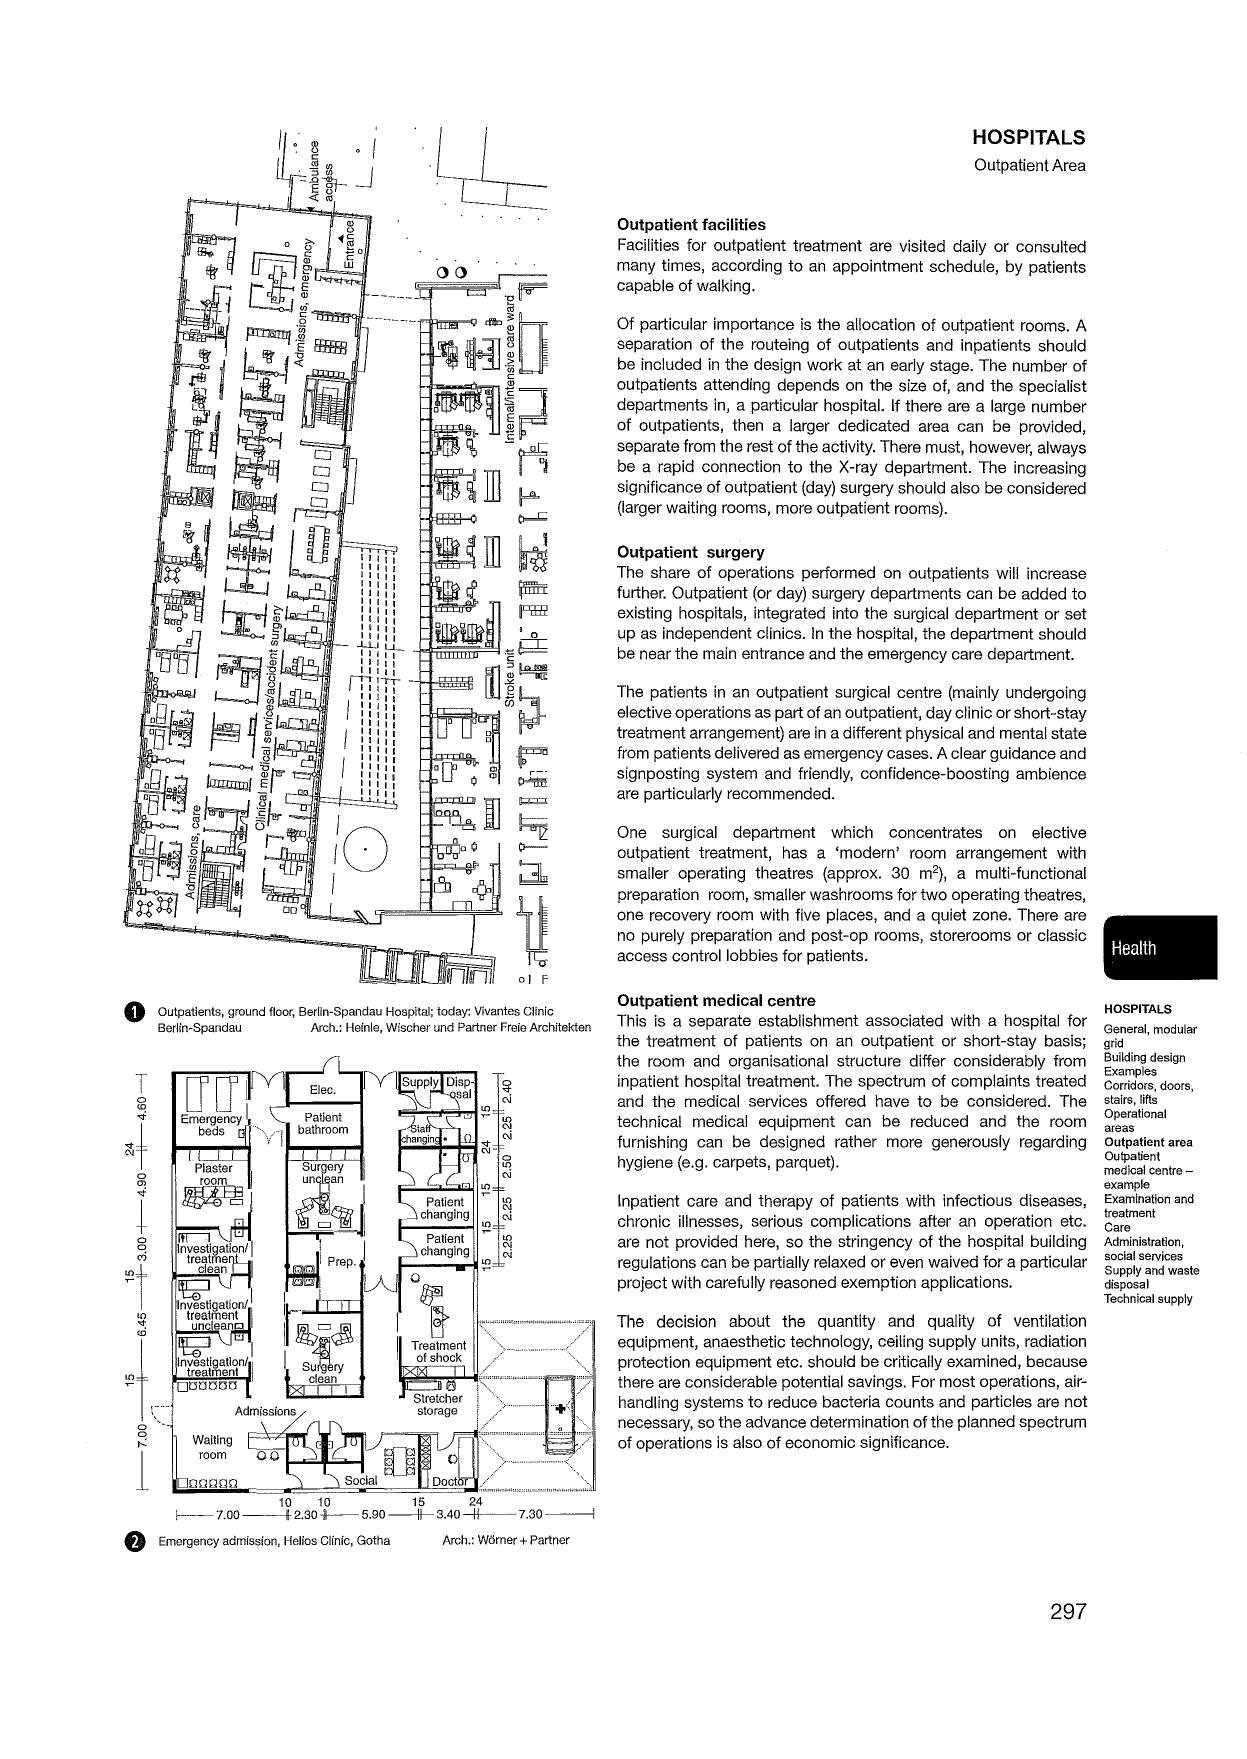 HOSPITALS
Outpatient Area
Ambulance
access
Entrance
Admissions, emergency
Internal/intensive care ward
Stroke unit
Clinical medical services/accident surgery
Admissions, care
1 Outpatients, ground floor, Berlin-Spandau Hospital; today: Vivantes Clinic
Berlin-Spandau Arch.: Heinle, Wischer und Partner Freie Architekten
Elec.
Supply
Disp-
osal
Emergency
beds
Patient
bathroom
Staff
changing
Plaster
room
Surgery
unclean
Patient
changing
Patient
changing
Investigation/
treatment
clean
Prep.
Investigation/
treatment
unclean
Treatment
of shock
Investigation/
treatment
Surgery
clean
Stretcher
storage
Admissions
Waiting
room
Social
Doctor
4.60
24
4.90
3.00
15
6.45
15
7.00
2.40
15
2.25
24
2.50
15
2.25
15
2.25
15
10 10 15 24
7.00 2.30 5.90 3.40 7.30
2 Emergency admission, Helios Clinic, Gotha Arch.: Wörner + Partner
Outpatient facilities
Facilities for outpatient treatment are visited daily or consulted
many times, according to an appointment schedule, by patients
capable of walking.
Of particular importance is the allocation of outpatient rooms. A
separation of the routeing of outpatients and inpatients should
be included in the design work at an early stage. The number of
outpatients attending depends on the size of, and the specialist
departments in, a particular hospital. If there are a large number
of outpatients, then a larger dedicated area can be provided,
separate from the rest of the activity. There must, however, always
be a rapid connection to the X-ray department. The increasing
significance of outpatient (day) surgery should also be considered
(larger waiting rooms, more outpatient rooms).
Outpatient surgery
The share of operations performed on outpatients will increase
further. Outpatient (or day) surgery departments can be added to
existing hospitals, integrated into the surgical department or set
up as independent clinics. In the hospital, the department should
be near the main entrance and the emergency care department.
The patients in an outpatient surgical centre (mainly undergoing
elective operations as part of an outpatient, day clinic or short-stay
treatment arrangement) are in a different physical and mental state
from patients delivered as emergency cases. A clear guidance and
signposting system and friendly, confidence-boosting ambience
are particularly recommended.
One surgical department which concentrates on elective
outpatient treatment, has a ‘modern’ room arrangement with
smaller operating theatres (approx. 30 m²), a multi-functional
preparation room, smaller washrooms for two operating theatres,
one recovery room with five places, and a quiet zone. There are
no purely preparation and post-op rooms, storerooms or classic
access control lobbies for patients.
Outpatient medical centre
This is a separate establishment associated with a hospital for
the treatment of patients on an outpatient or short-stay basis;
the room and organisational structure differ considerably from
inpatient hospital treatment. The spectrum of complaints treated
and the medical services offered have to be considered. The
technical medical equipment can be reduced and the room
furnishing can be designed rather more generously regarding
hygiene (e.g. carpets, parquet).
Inpatient care and therapy of patients with infectious diseases,
chronic illnesses, serious complications after an operation etc.
are not provided here, so the stringency of the hospital building
regulations can be partially relaxed or even waived for a particular
project with carefully reasoned exemption applications.
The decision about the quantity and quality of ventilation
equipment, anaesthetic technology, ceiling supply units, radiation
protection equipment etc. should be critically examined, because
there are considerable potential savings. For most operations, air-
handling systems to reduce bacteria counts and particles are not
necessary, so the advance determination of the planned spectrum
of operations is also of economic significance.
Health
HOSPITALS
General, modular
grid
Building design
Examples
Corridors, doors,
stairs, lifts
Operational
areas
Outpatient area
Outpatient
medical centre –
example
Examination and
treatment
Care
Administration,
social services
Supply and waste
disposal
Technical supply
297